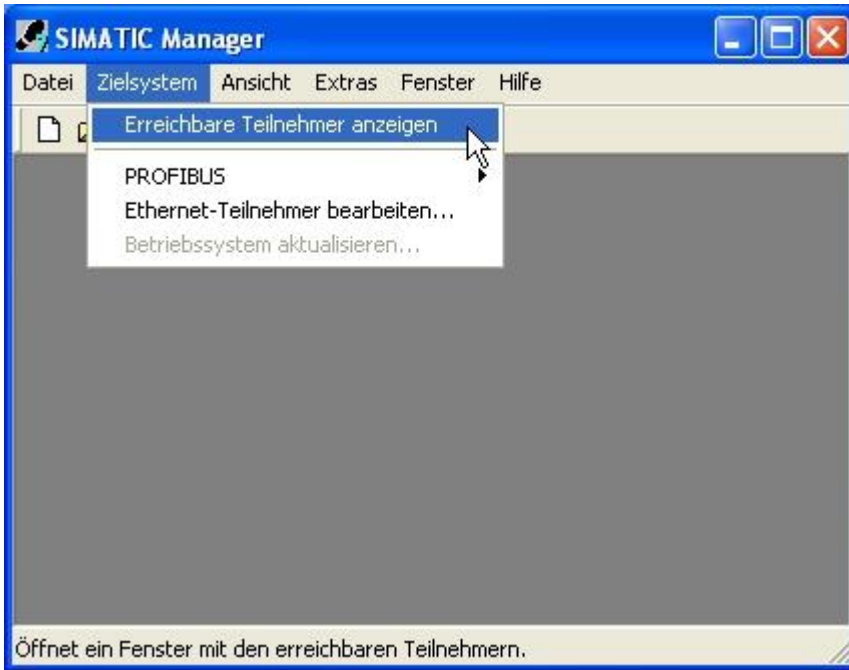 SIMATIC Manager
Datei Zielsystem Ansicht Extras Fenster Hilfe
Erreichbare Teilnehmer anzeigen
PROFIBUS
Ethernet-Teilnehmer bearbeiten...
Betriebssystem aktualisieren...
Öffnet ein Fenster mit den erreichbaren Teilnehmern.